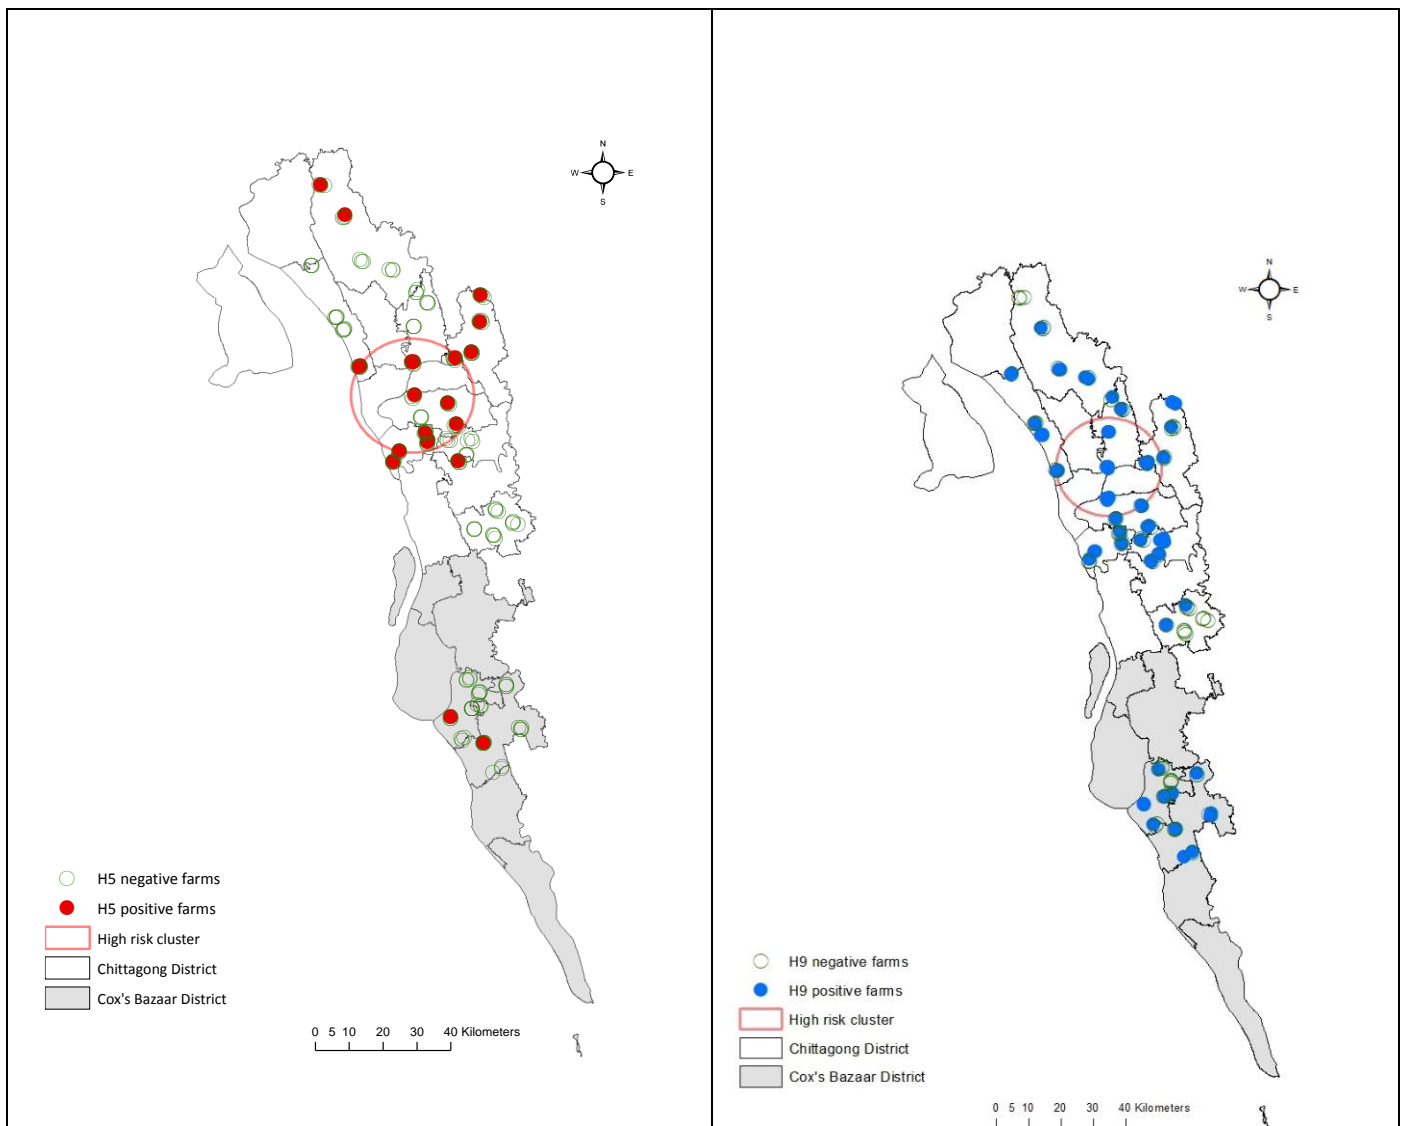 N
W E
S
H5 negative farms
H5 positive farms
High risk cluster
Chittagong District
Cox's Bazaar District
0 5 10 20 30 40 Kilometers
N
W E
S
H9 negative farms
H9 positive farms
High risk cluster
Chittagong District
Cox's Bazaar District
0 5 10 20 30 40 Kilometers